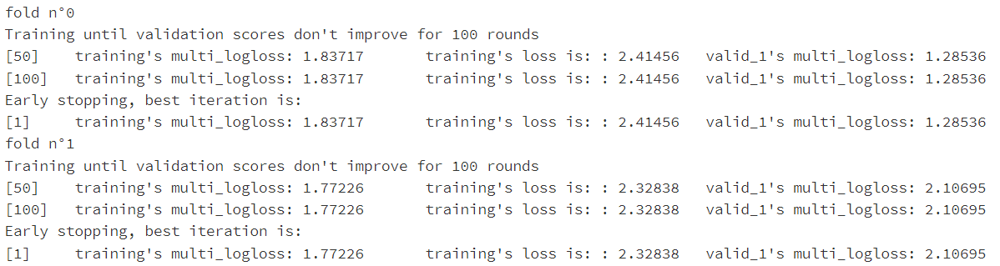 fold n°0
Training until validation scores don't improve for 100 rounds
[50]    training's multi_logloss: 1.83717       training's loss is: : 2.41456   valid_1's multi_logloss: 1.28536
[100]   training's multi_logloss: 1.83717       training's loss is: : 2.41456   valid_1's multi_logloss: 1.28536
Early stopping, best iteration is:
[1]     training's multi_logloss: 1.83717       training's loss is: : 2.41456   valid_1's multi_logloss: 1.28536
fold n°1
Training until validation scores don't improve for 100 rounds
[50]    training's multi_logloss: 1.77226       training's loss is: : 2.32838   valid_1's multi_logloss: 2.10695
[100]   training's multi_logloss: 1.77226       training's loss is: : 2.32838   valid_1's multi_logloss: 2.10695
Early stopping, best iteration is:
[1]     training's multi_logloss: 1.77226       training's loss is: : 2.32838   valid_1's multi_logloss: 2.10695